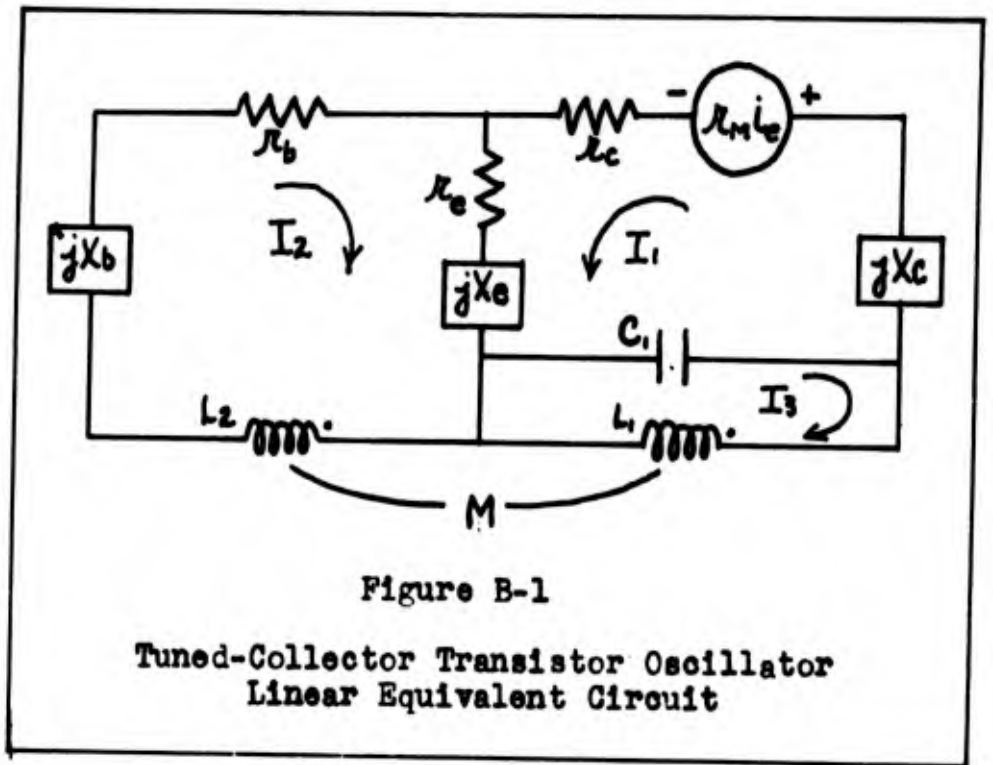 r_b
r_c
- r_M i_e +
r_e
I_2
I_1
jX_b
jX_e
jX_c
C_1
I_3
L_2
L_1
M
Figure B-1
Tuned-Collector Transistor Oscillator
Linear Equivalent Circuit